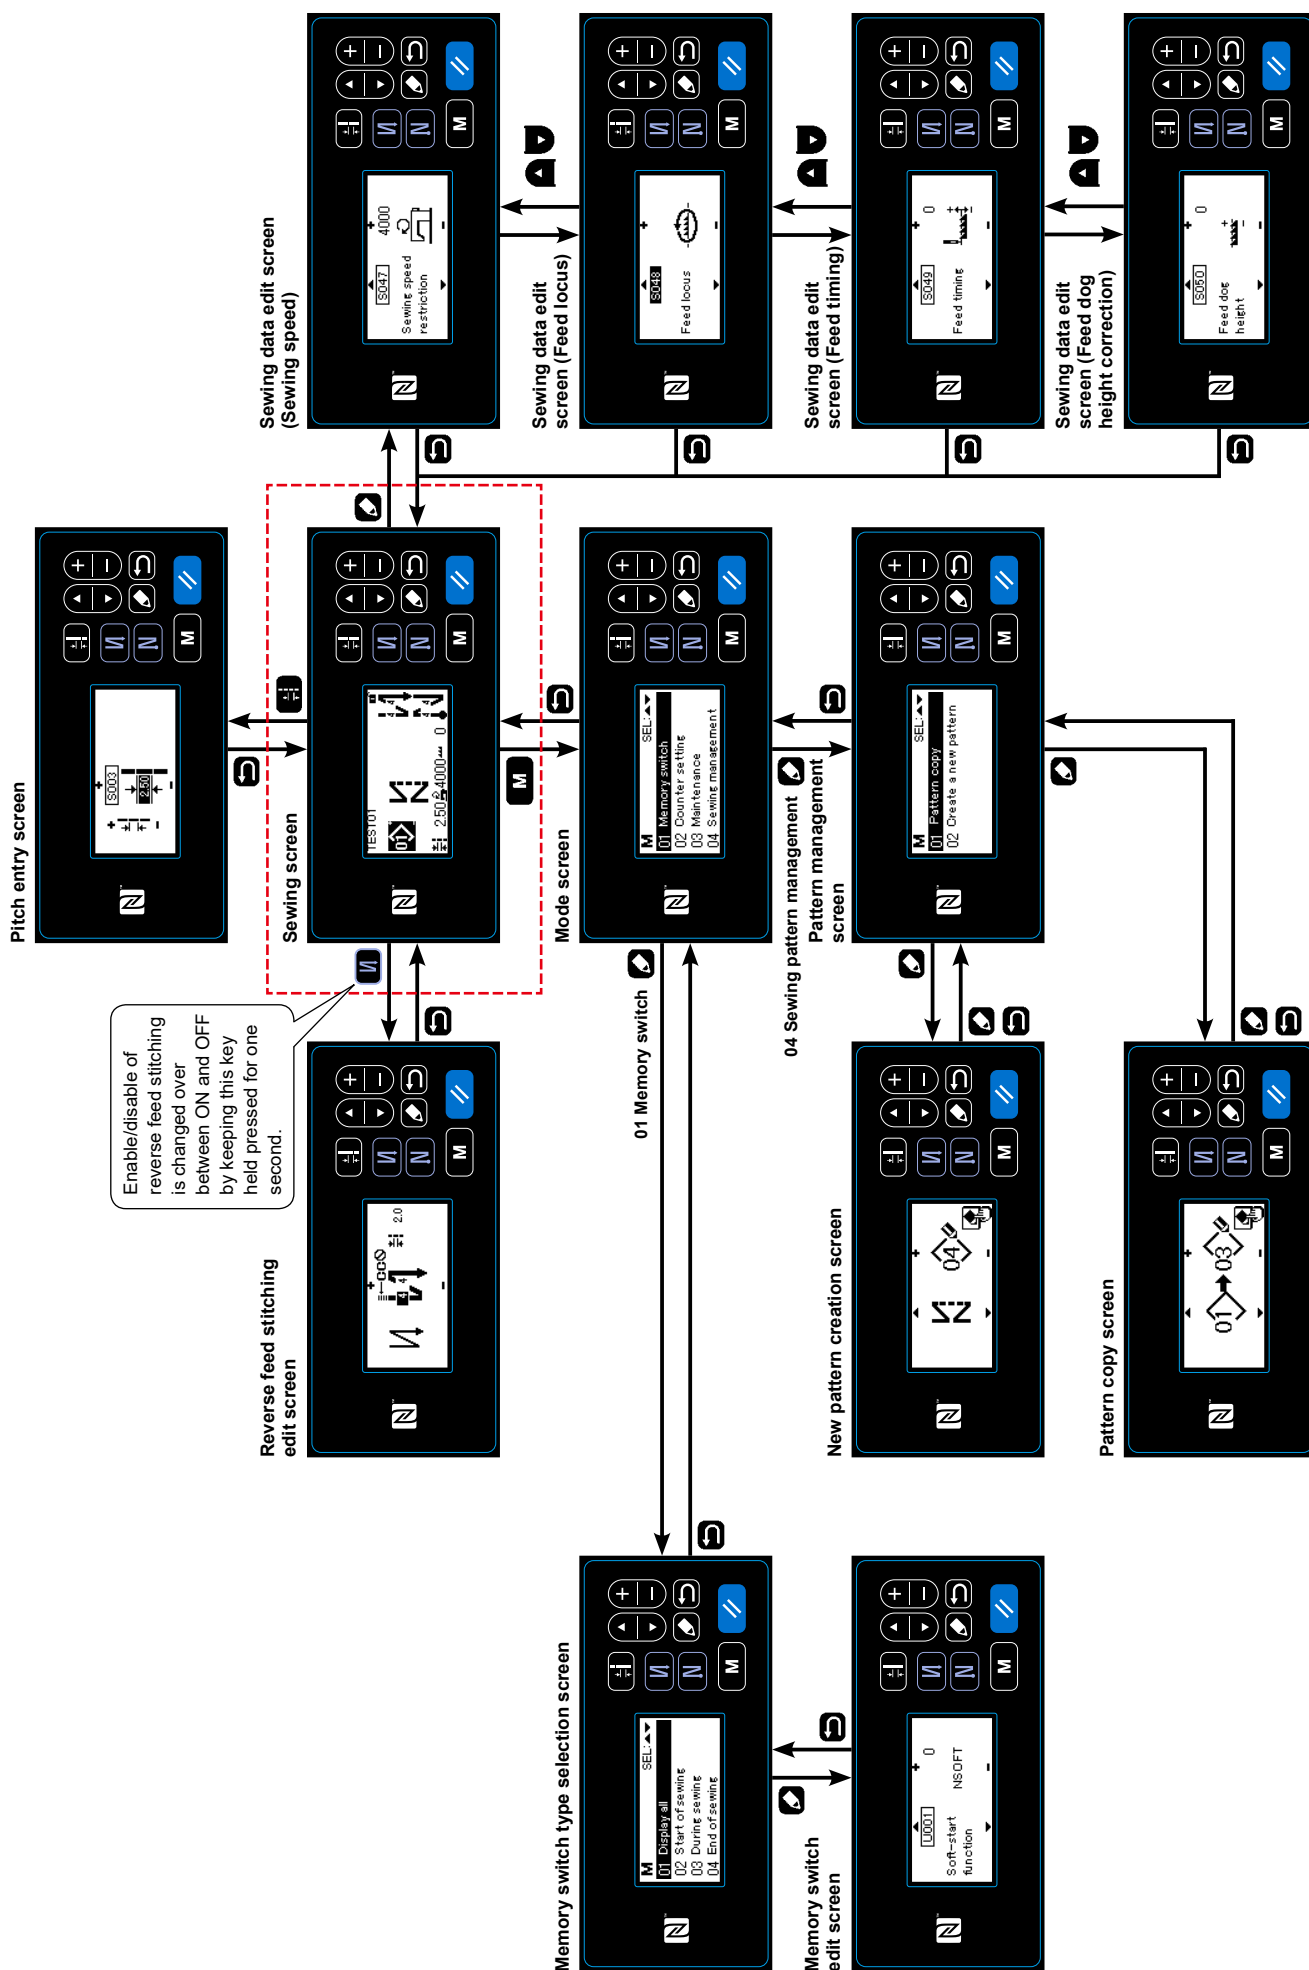 Pitch entry screen
S003
2.50
M
Enable/disable of
reverse feed stitching
is changed over
between ON and OFF
by keeping this key
held pressed for one
second.
Reverse feed stitching
edit screen
4
4
2.0
M
Sewing screen
TEST01
01
4
4
4
4
2.50
4000
0
M
M
Sewing data edit screen
(Sewing speed)
S047
4000
Sewing speed
restriction
M
Memory switch type selection screen
M SEL:▲▼
01 Display all
02 Start of sewing
03 During sewing
04 End of sewing
M
01 Memory switch
Mode screen
M SEL:▲▼
01 Memory switch
02 Counter setting
03 Maintenance
04 Sewing management
M
Sewing data edit
screen (Feed locus)
S048
Feed locus
M
Memory switch
edit screen
U001
0
Soft-start
function
NSOFT
M
New pattern creation screen
04
M
04 Sewing pattern management
Pattern management
screen
M SEL:▲▼
01 Pattern copy
02 Create a new pattern
M
Sewing data edit
screen (Feed timing)
S049
0
Feed timing
M
Pattern copy screen
01
03
M
Sewing data edit
screen (Feed dog
height correction)
S050
0
Feed dog
height
M